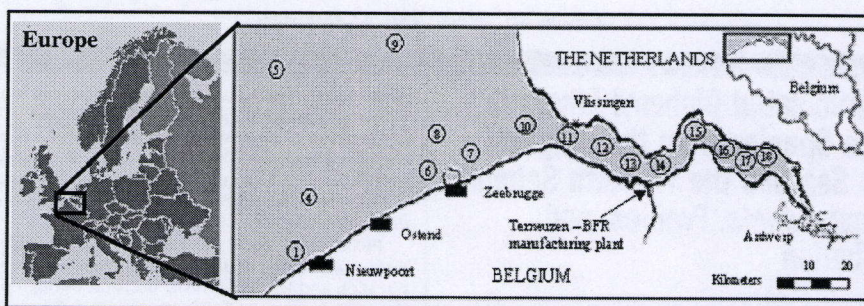 Europe
THE NETHERLANDS
Belgium
Vlissingen
9
5
10
11
8
7
12
13
14
15
16
17
18
6
4
1
Zeebrugge
Ostend
Nieuwpoort
Terneuzen – BFR
manufacturing plant
Antwerp
BELGIUM
Kilometers
10 20